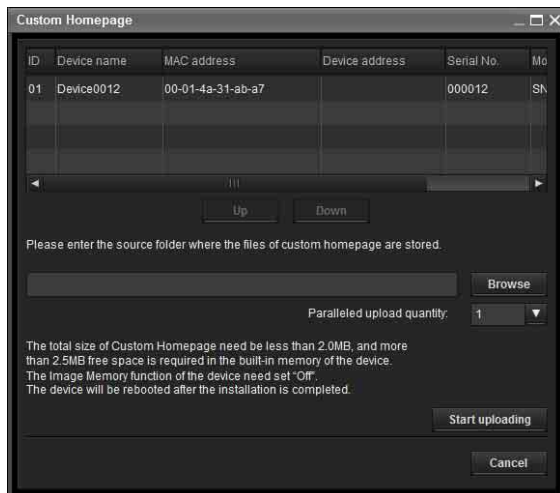 Custom Homepage
ID Device name MAC address Device address Serial No. Mo
01 Device0012 00-01-4a-31-ab-a7 000012 SN
Up Down
Please enter the source folder where the files of custom homepage are stored.
Browse
Paralleled upload quantity: 1
The total size of Custom Homepage need be less than 2.0MB, and more
than 2.5MB free space is required in the built-in memory of the device.
The Image Memory function of the device need set "Off".
The device will be rebooted after the installation is completed.
Start uploading
Cancel